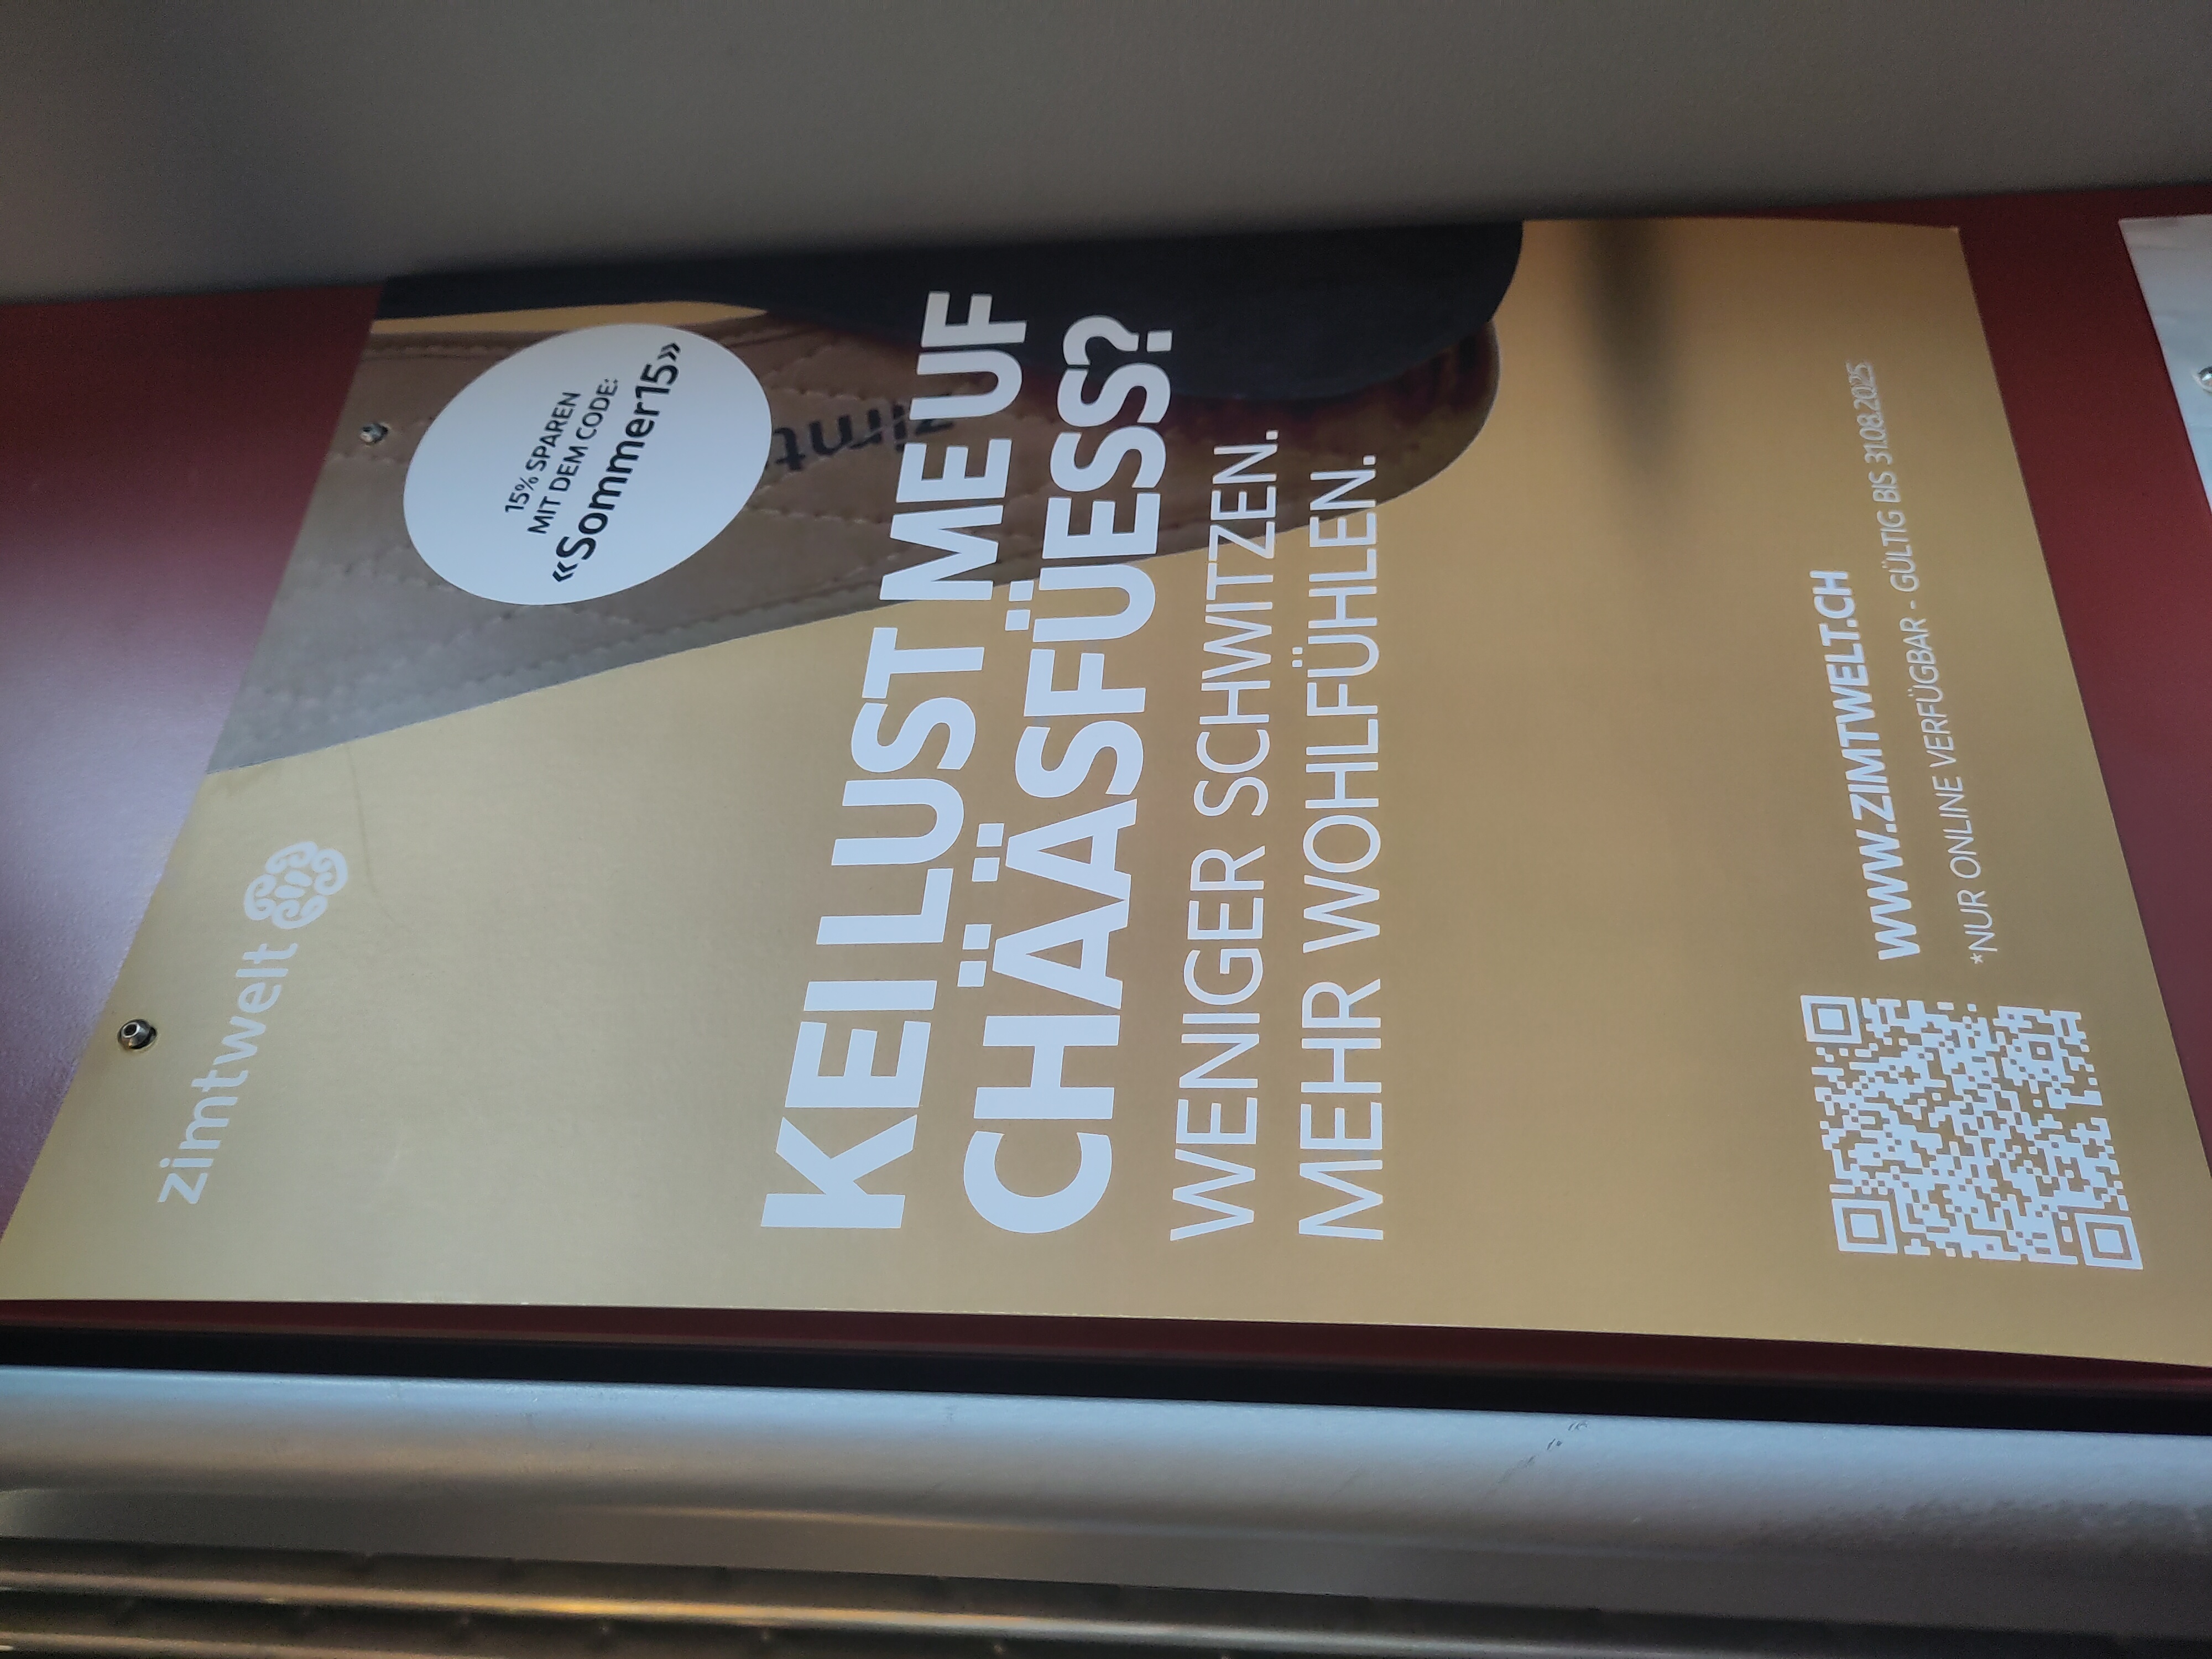 zimtwelt
15% SPAREN
MIT DEM CODE:
«Sommer15»
zimt
KEI LUST ME UF
CHÄÄSFÜESS?
WENIGER SCHWITZEN.
MEHR WOHLFÜHLEN.
WWW.ZIMTWELT.CH
*NUR ONLINE VERFÜGBAR - GÜLTIG BIS 31.08.2025